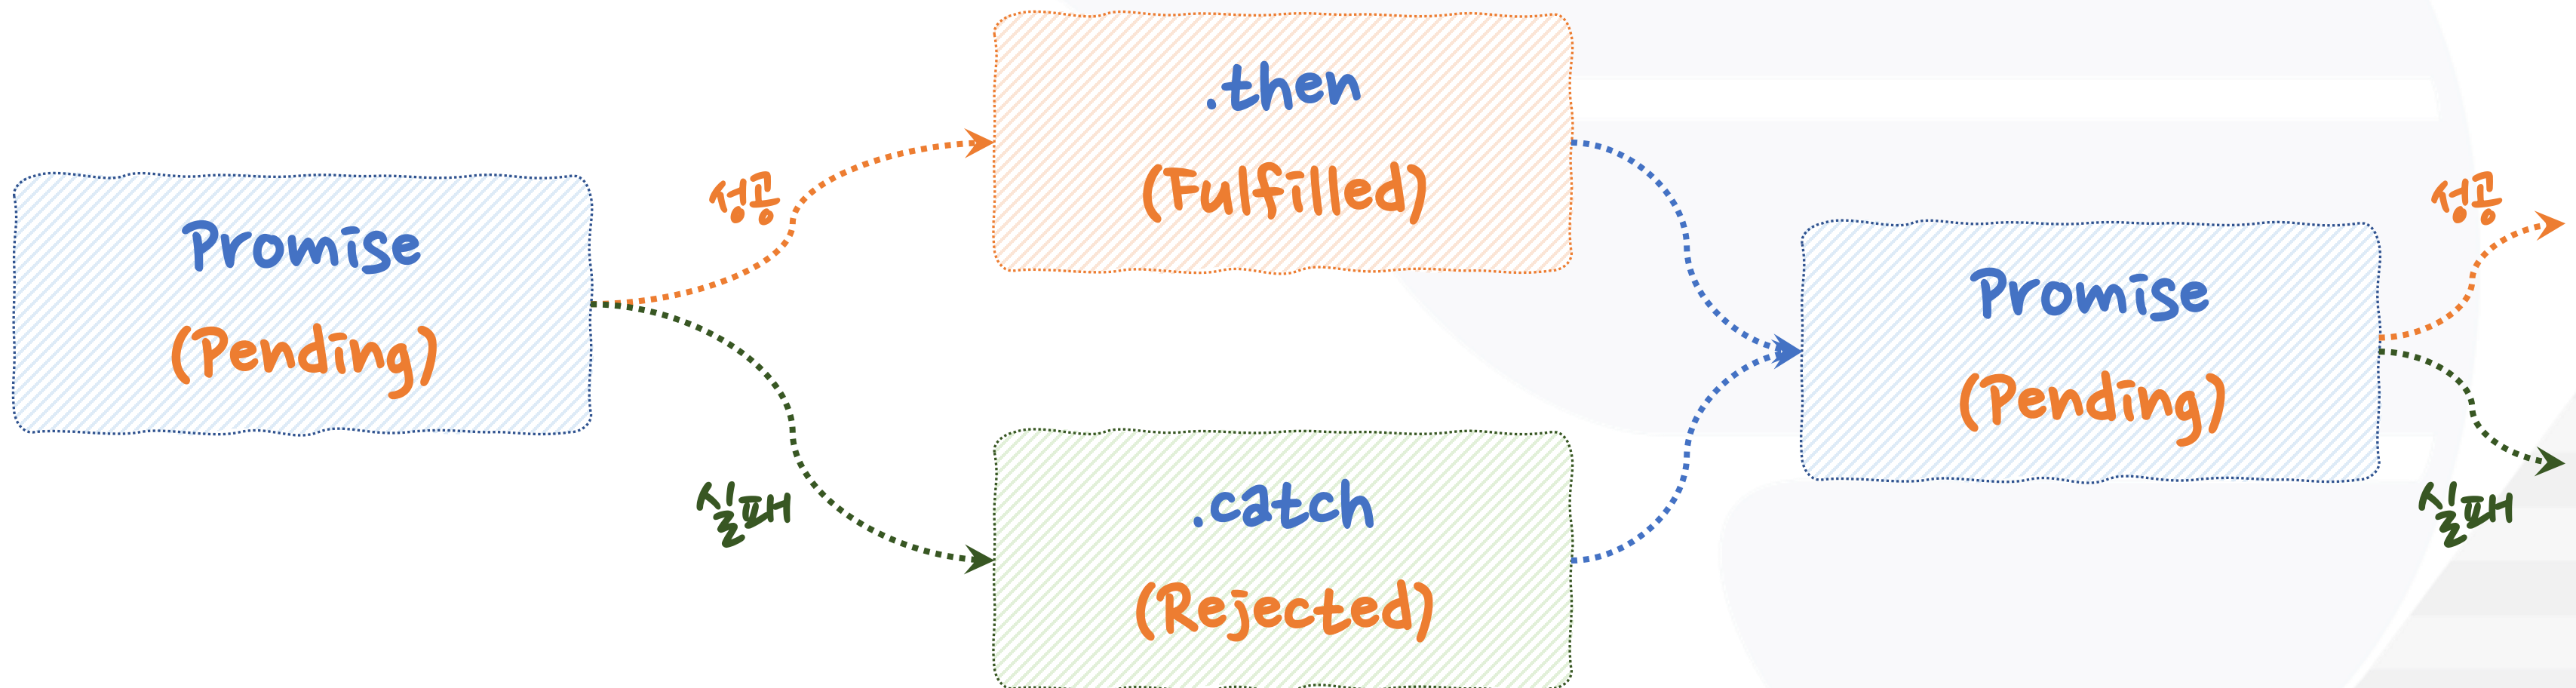 Promise
(Pending)
성공
실패
.then
(Fulfilled)
.catch
(Rejected)
Promise
(Pending)
성공
실패